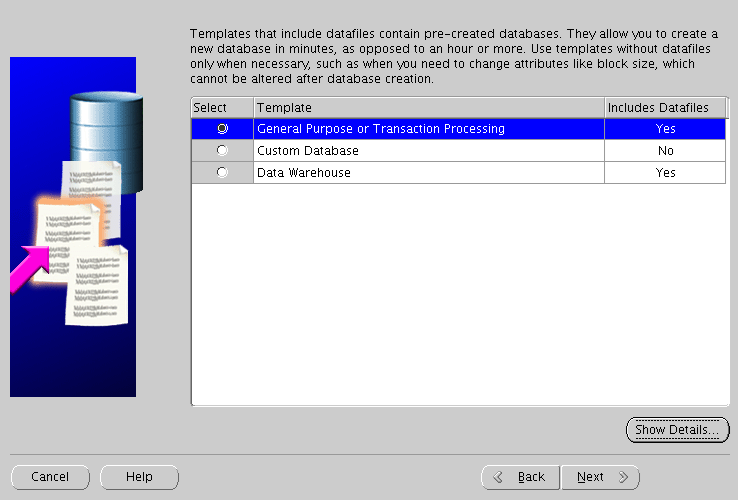 Templates that include datafiles contain pre-created databases. They allow you to create a
new database in minutes, as opposed to an hour or more. Use templates without datafiles
only when necessary, such as when you need to change attributes like block size, which
cannot be altered after database creation.
Select Template Includes Datafiles
General Purpose or Transaction Processing Yes
Custom Database No
Data Warehouse Yes
Show Details...
Cancel Help Back Next